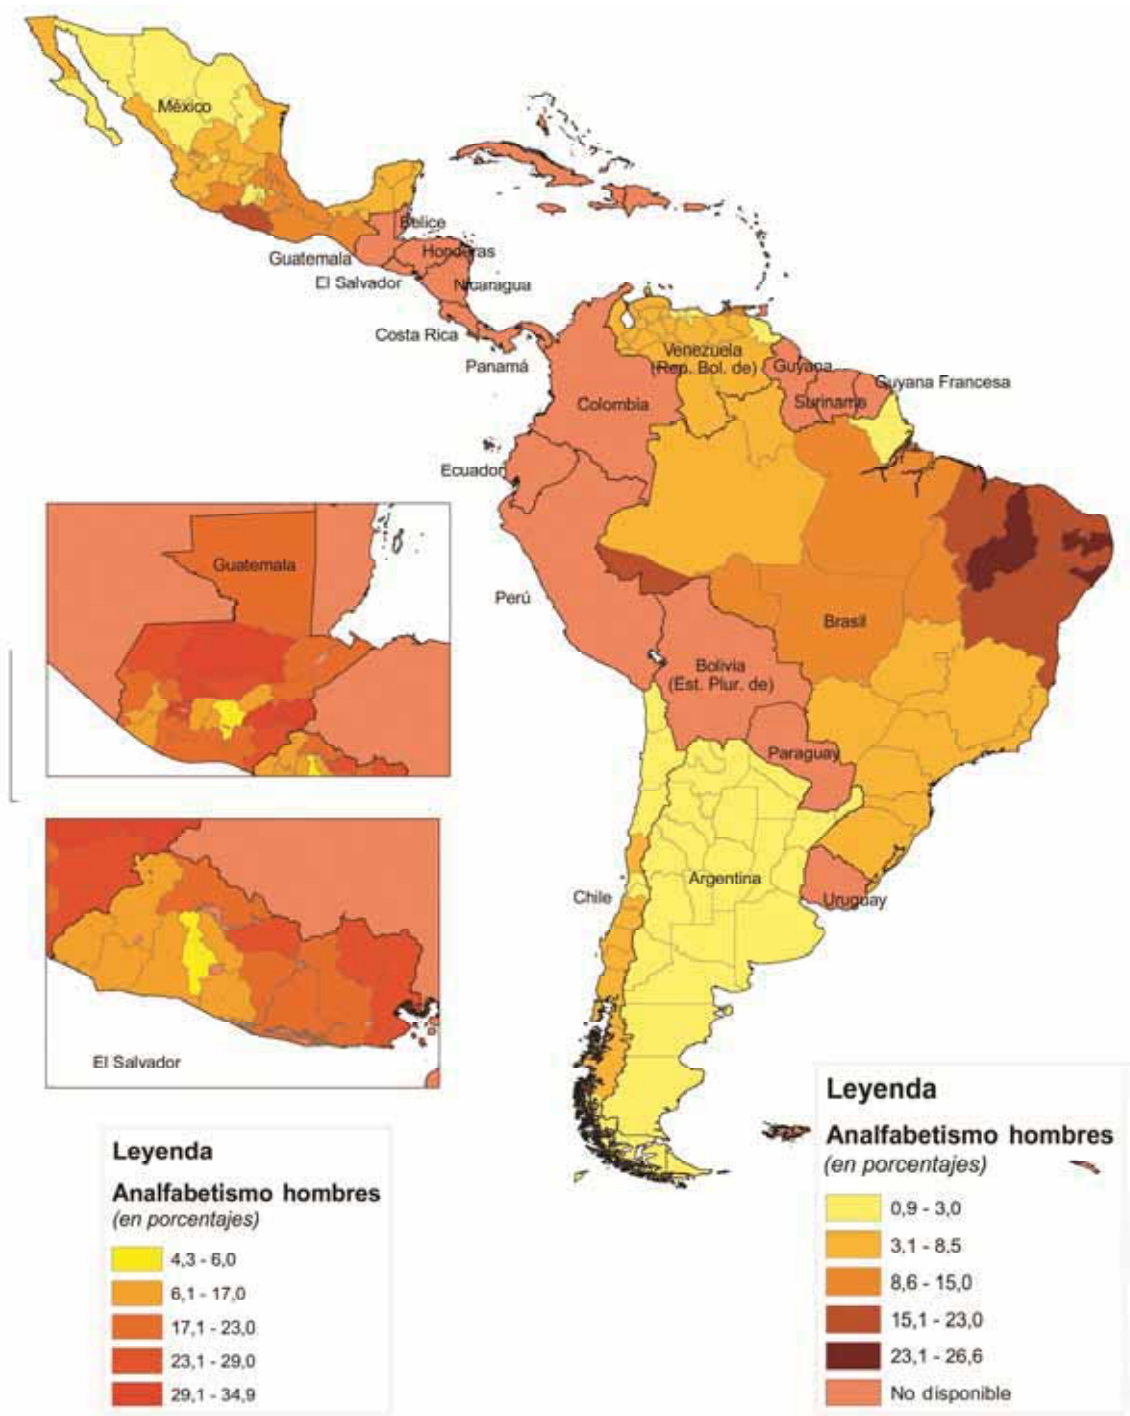 México
Belice
Honduras
Guatemala
El Salvador
Nicaragua
Costa Rica
Panamá
Venezuela
(Rep. Bol. de)
Guyana
Guyana Francesa
Suriname
Colombia
Ecuador
Guatemala
Perú
Brasil
Bolivia
(Est. Plur. de)
Paraguay
Argentina
Chile
Uruguay
El Salvador
Leyenda
Analfabetismo hombres
(en porcentajes)
4,3 - 6,0
6,1 - 17,0
17,1 - 23,0
23,1 - 29,0
29,1 - 34,9
Leyenda
Analfabetismo hombres
(en porcentajes)
0,9 - 3,0
3.1 - 8.5
8,6 - 15,0
15,1 - 23,0
23,1 - 26,6
No disponible